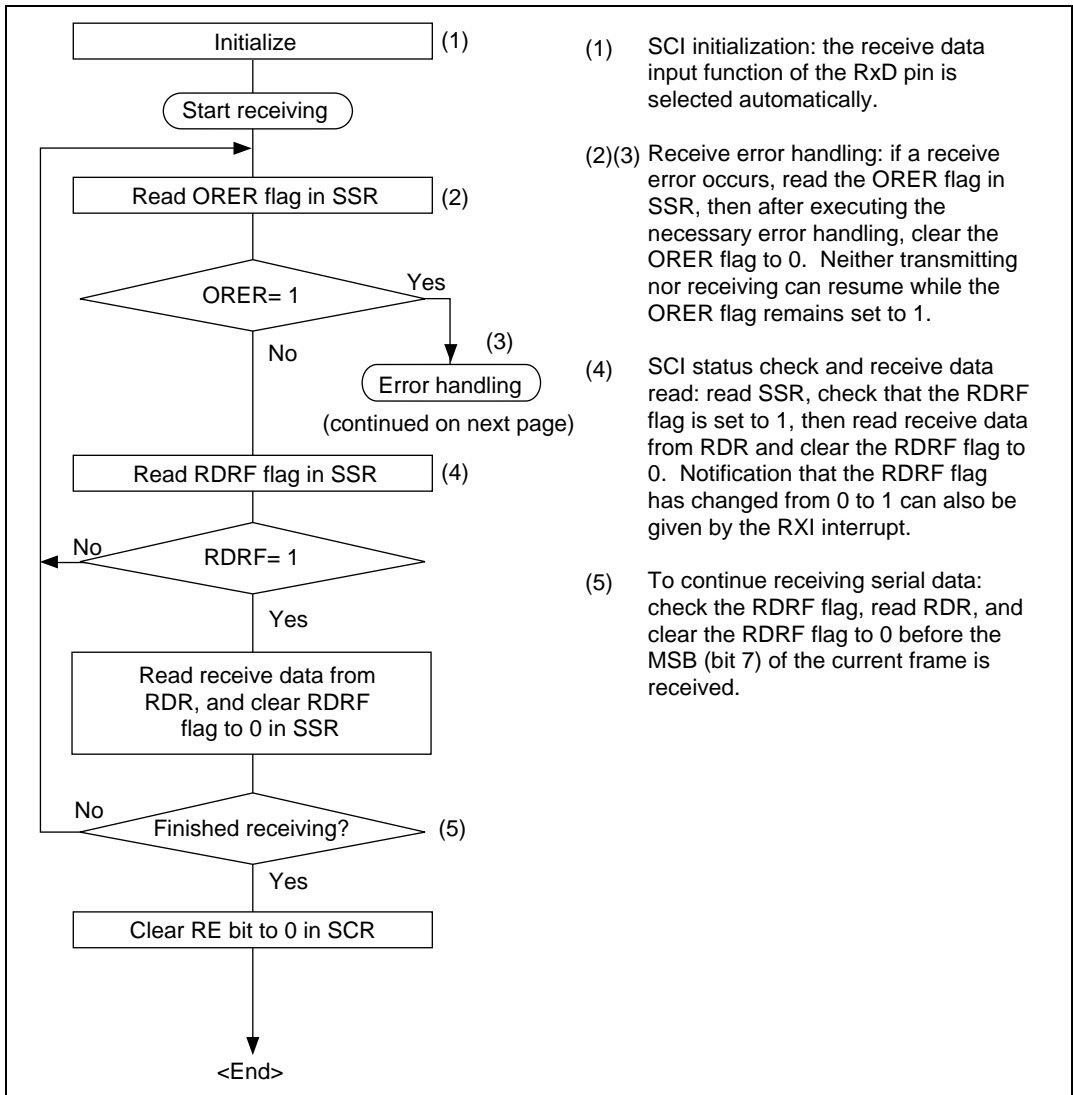 Initialize
(1)
Start receiving
Read ORER flag in SSR
(2)
ORER= 1
Yes
No
(3)
Error handling
(continued on next page)
Read RDRF flag in SSR
(4)
No
RDRF= 1
Yes
Read receive data from
RDR, and clear RDRF
flag to 0 in SSR
No
Finished receiving?
(5)
Yes
Clear RE bit to 0 in SCR
<End>
(1) SCI initialization: the receive data
input function of the RxD pin is
selected automatically.
(2)(3) Receive error handling: if a receive
error occurs, read the ORER flag in
SSR, then after executing the
necessary error handling, clear the
ORER flag to 0.  Neither transmitting
nor receiving can resume while the
ORER flag remains set to 1.
(4) SCI status check and receive data
read: read SSR, check that the RDRF
flag is set to 1, then read receive data
from RDR and clear the RDRF flag to
0.  Notification that the RDRF flag
has changed from 0 to 1 can also be
given by the RXI interrupt.
(5) To continue receiving serial data:
check the RDRF flag, read RDR, and
clear the RDRF flag to 0 before the
MSB (bit 7) of the current frame is
received.